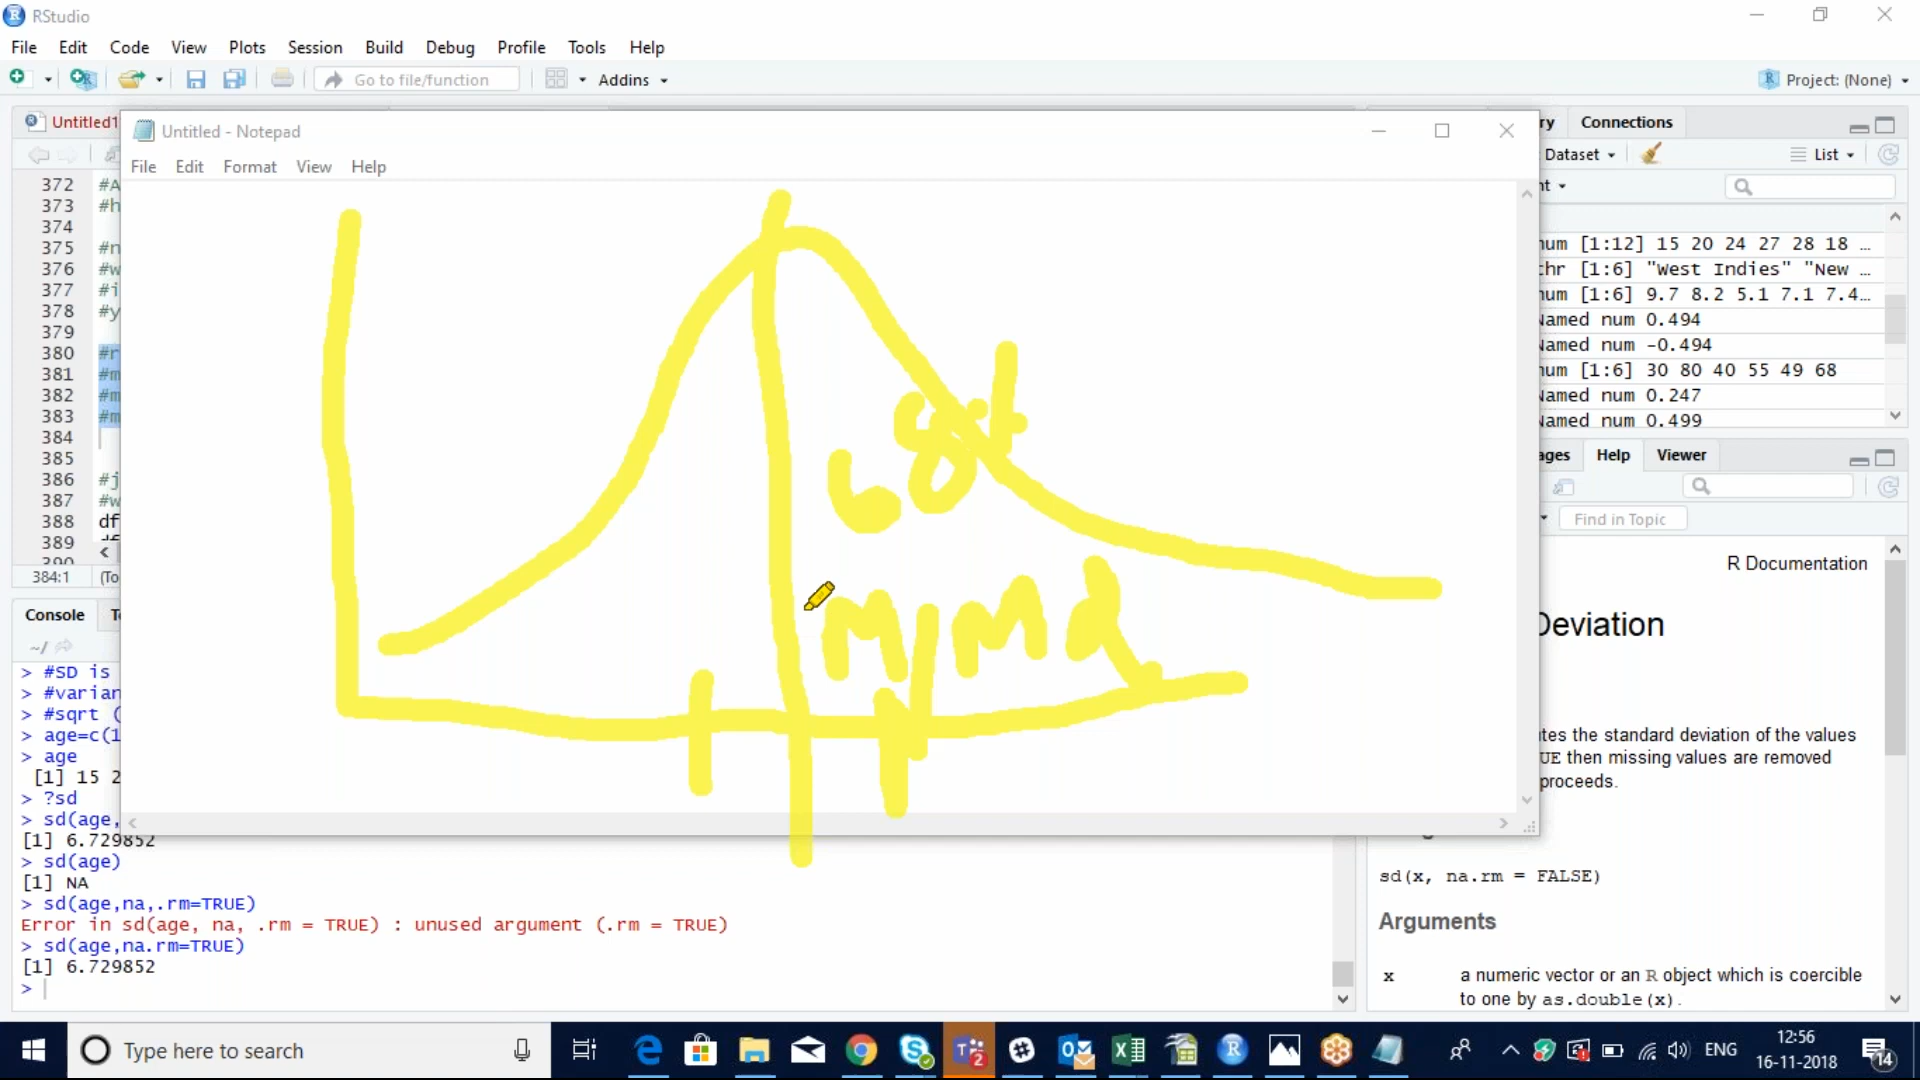 RStudio
File Edit Code View Plots Session Build Debug Profile Tools Help
Go to file/function Addins Project: (None)
Untitled1
Untitled - Notepad
File Edit Format View Help
372 #A
373 #h
374
375 #n
376 #w
377 #i
378 #y
379
380 #r
381 #m
382 #m
383 #m
384
385
386 #j
387 #w
388 df
389
390
384:1 (To
68%
M/Md
Connections
Dataset List
num [1:12] 15 20 24 27 28 18 ...
chr [1:6] "West Indies" "New ...
num [1:6] 9.7 8.2 5.1 7.1 7.4...
Named num 0.494
Named num -0.494
num [1:6] 30 80 40 55 49 68
Named num 0.247
Named num 0.499
ages Help Viewer
Find in Topic
R Documentation
Deviation
tes the standard deviation of the values
UE then missing values are removed
proceeds.
sd(x, na.rm = FALSE)
Arguments
x a numeric vector or an R object which is coercible
to one by as.double(x).
Console
~/
> #SD is
> #varian
> #sqrt (
> age=c(1
> age
[1] 15 2
> ?sd
> sd(age,
[1] 6.729852
> sd(age)
[1] NA
> sd(age,na,.rm=TRUE)
Error in sd(age, na, .rm = TRUE) : unused argument (.rm = TRUE)
> sd(age,na.rm=TRUE)
[1] 6.729852
>
Type here to search
ENG
12:56
16-11-2018
14